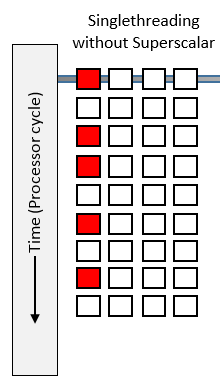 Singlethreading
without Superscalar
Time (Processor cycle)